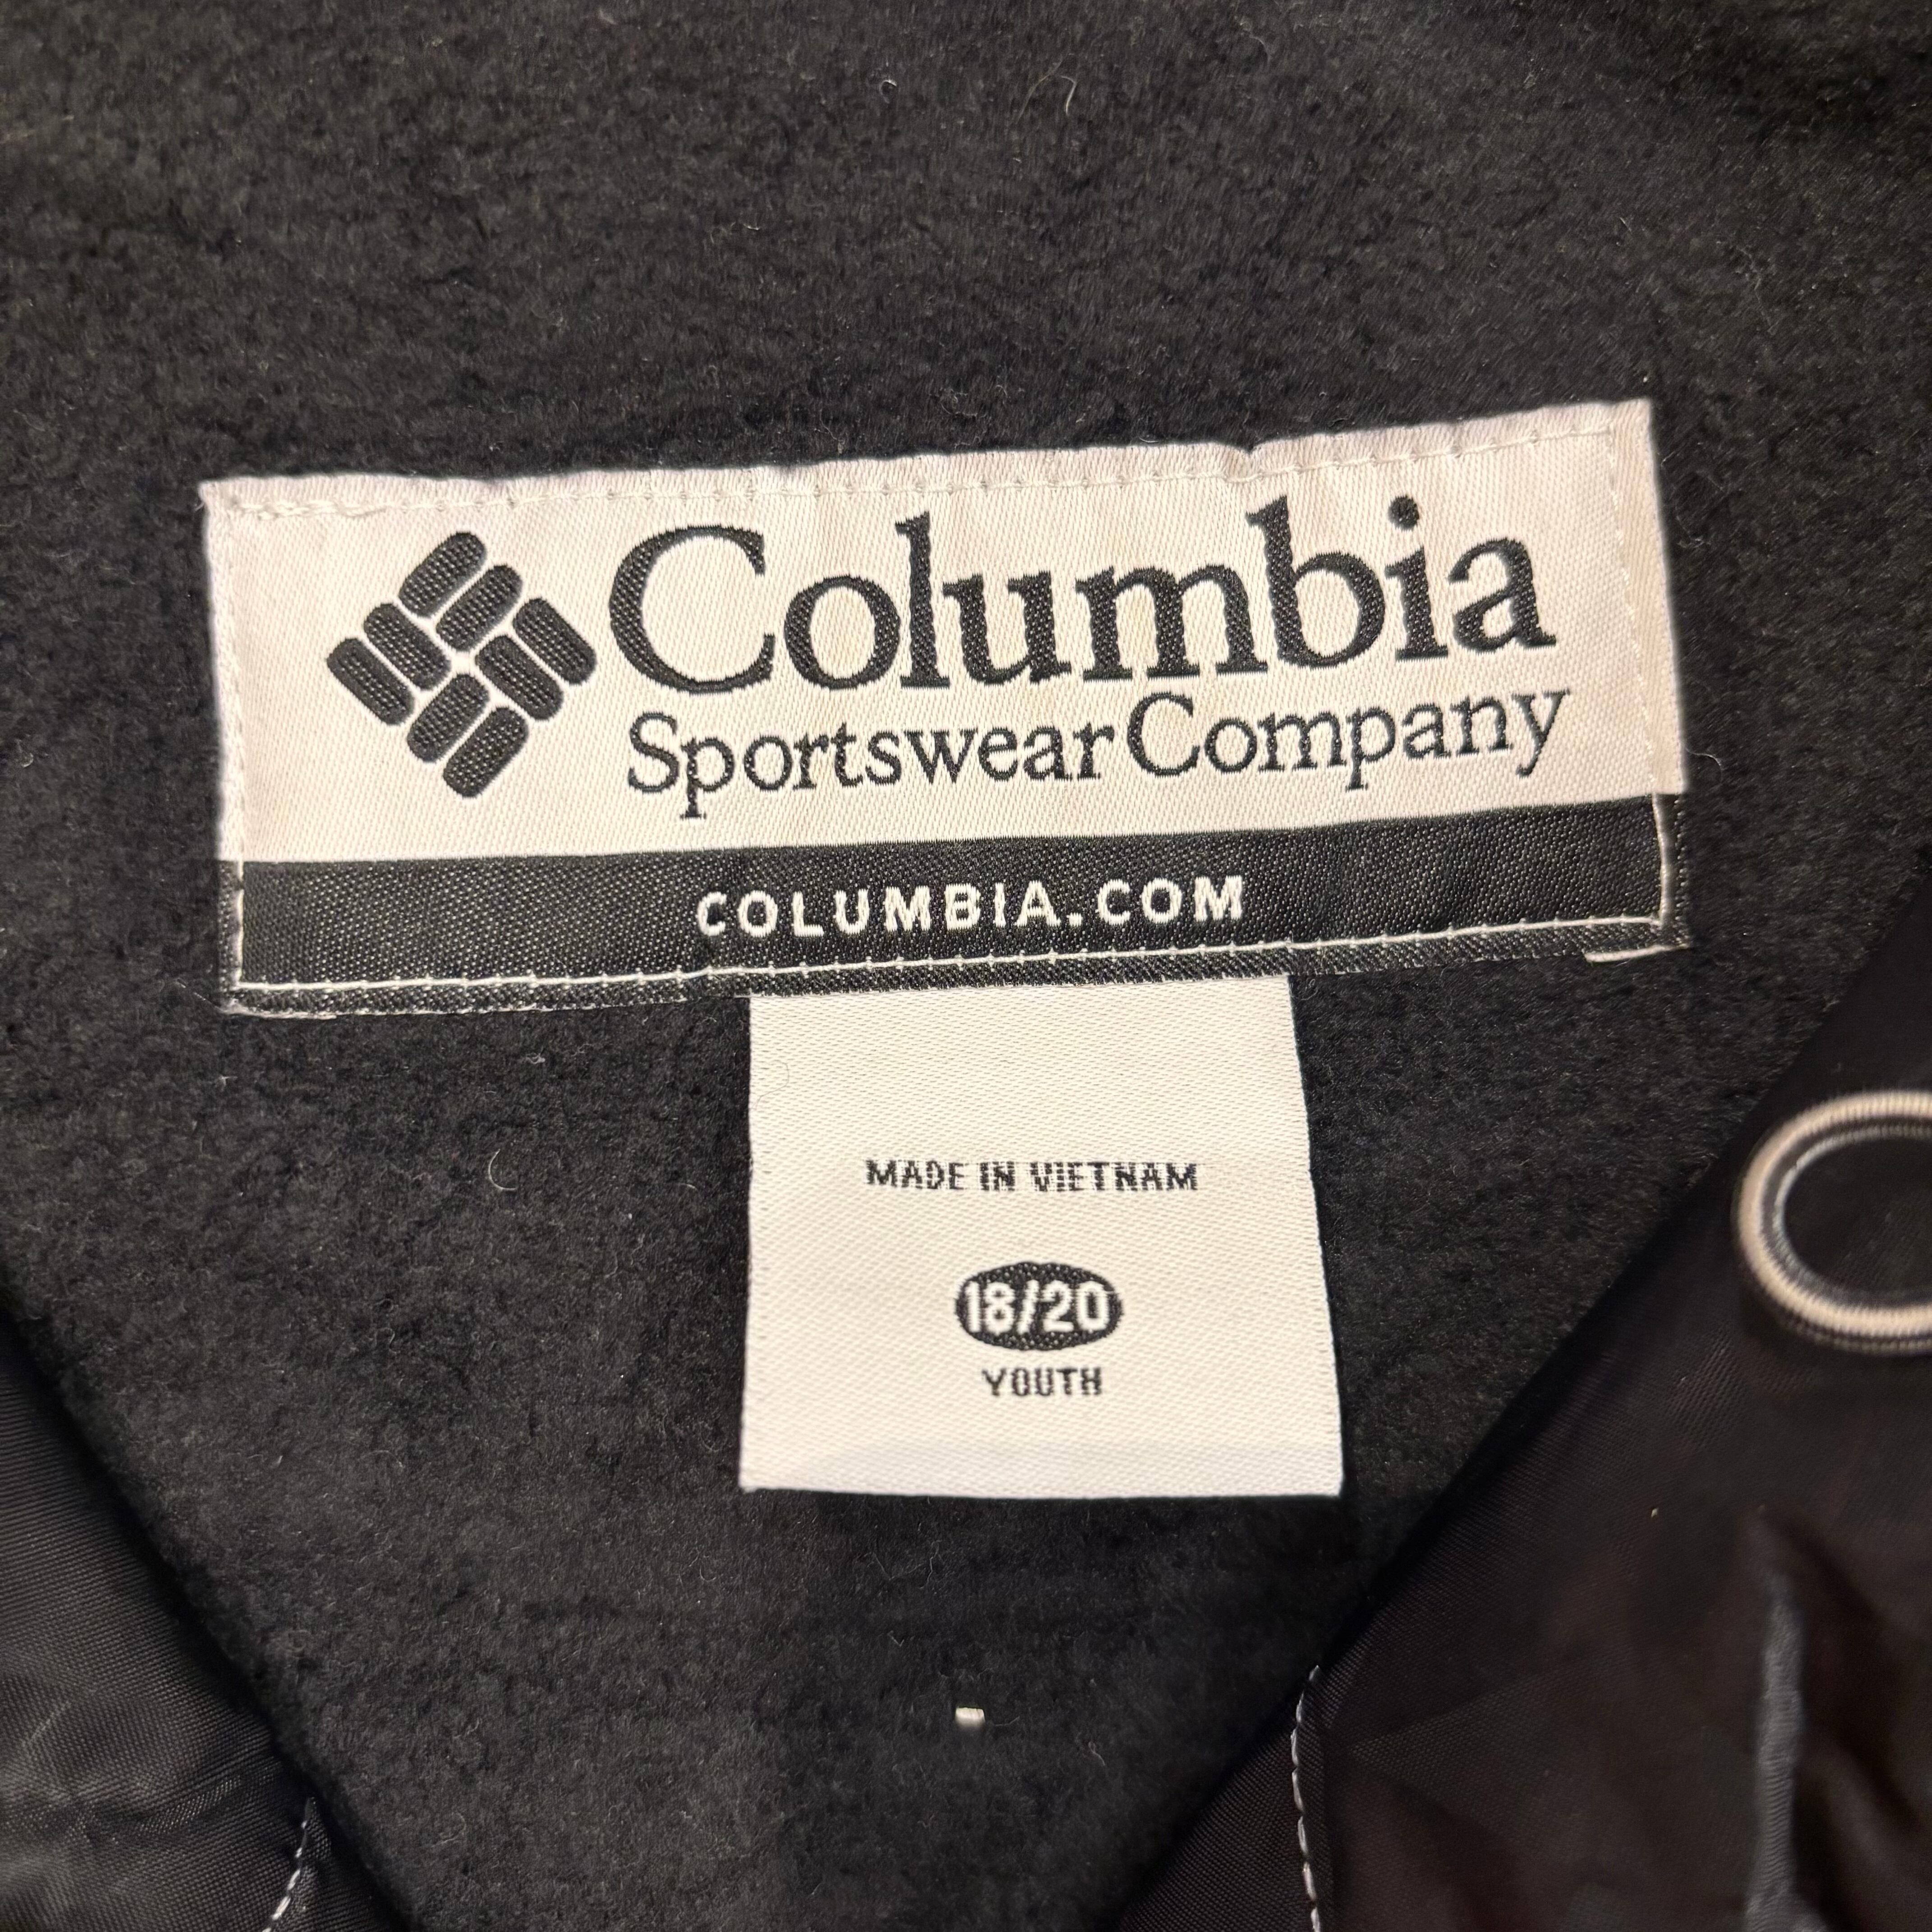 Columbia
Sportswear Company
COLUMBIA.COM
MADE IN VIETNAM
18/20
YOUTH